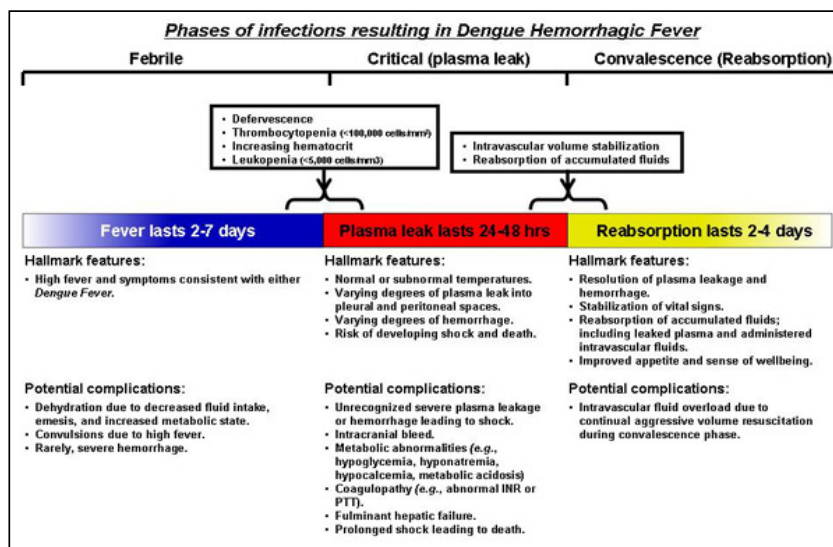 Phases of infections resulting in Dengue Hemorrhagic Fever
Febrile
Critical (plasma leak)
Convalescence (Reabsorption)
• Defervescence
• Thrombocytopenia (<100,000 cells/mm³)
• Increasing hematocrit
• Leukopenia (<5,000 cells/mm3)
• Intravascular volume stabilization
• Reabsorption of accumulated fluids
Fever lasts 2-7 days
Plasma leak lasts 24-48 hrs
Reabsorption lasts 2-4 days
Hallmark features:
• High fever and symptoms consistent with either
Dengue Fever.
Potential complications:
• Dehydration due to decreased fluid intake,
emesis, and increased metabolic state.
• Convulsions due to high fever.
• Rarely, severe hemorrhage.
Hallmark features:
• Normal or subnormal temperatures.
• Varying degrees of plasma leak into
pleural and peritoneal spaces.
• Varying degrees of hemorrhage.
• Risk of developing shock and death.
Potential complications:
• Unrecognized severe plasma leakage
or hemorrhage leading to shock.
• Intracranial bleed.
• Metabolic abnormalities (e.g.,
hypoglycemia, hyponatremia,
hypocalcemia, metabolic acidosis)
• Coagulopathy (e.g., abnormal INR or
PTT).
• Fulminant hepatic failure.
• Prolonged shock leading to death.
Hallmark features:
• Resolution of plasma leakage and
hemorrhage.
• Stabilization of vital signs.
• Reabsorption of accumulated fluids;
including leaked plasma and administered
intravascular fluids.
• Improved appetite and sense of wellbeing.
Potential complications:
• Intravascular fluid overload due to
continual aggressive volume resuscitation
during convalescence phase.